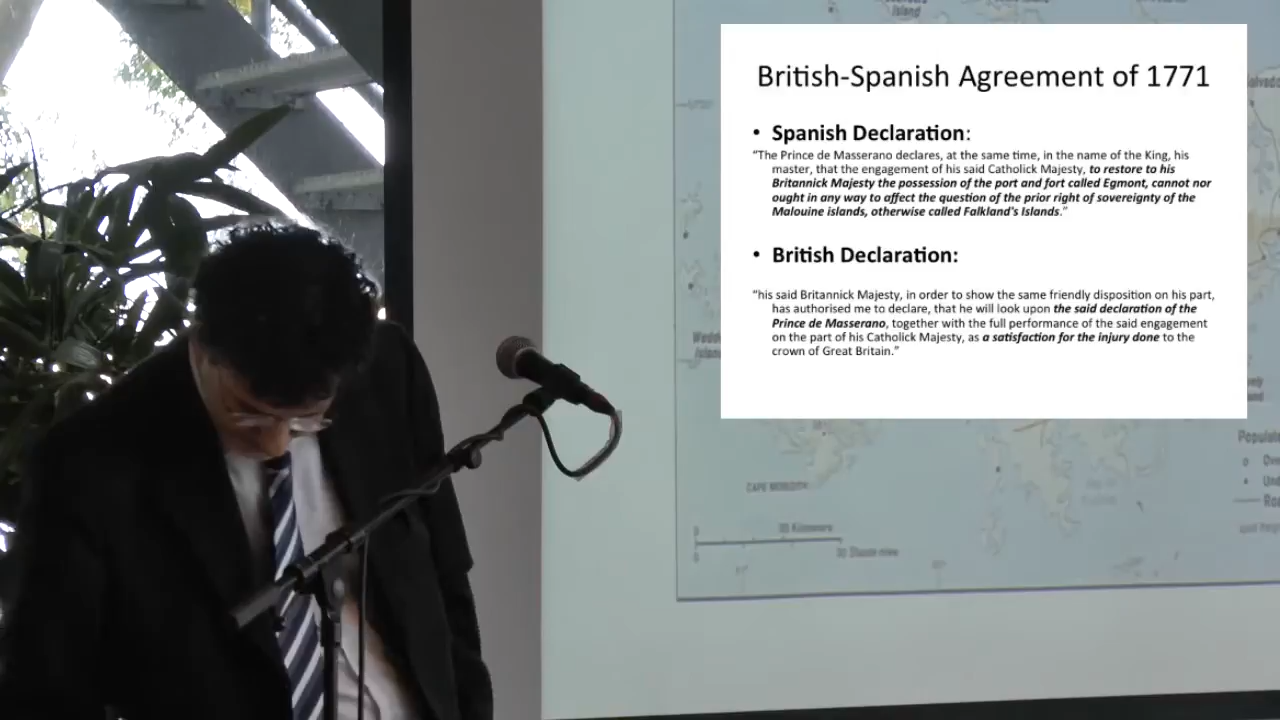 Island
British-Spanish Agreement of 1771
• Spanish Declaration:
“The Prince de Masserano declares, at the same time, in the name of the King, his
master, that the engagement of his said Catholick Majesty, to restore to his
Britannick Majesty the possession of the port and fort called Egmont, cannot nor
ought in any way to affect the question of the prior right of sovereignty of the
Malouine islands, otherwise called Falkland's Islands.”
• British Declaration:
“his said Britannick Majesty, in order to show the same friendly disposition on his part,
has authorised me to declare, that he will look upon the said declaration of the
Prince de Masserano, together with the full performance of the said engagement
on the part of his Catholick Majesty, as a satisfaction for the injury done to the
crown of Great Britain.”
CAPE MEREDITH
0
30 Kilometers
0